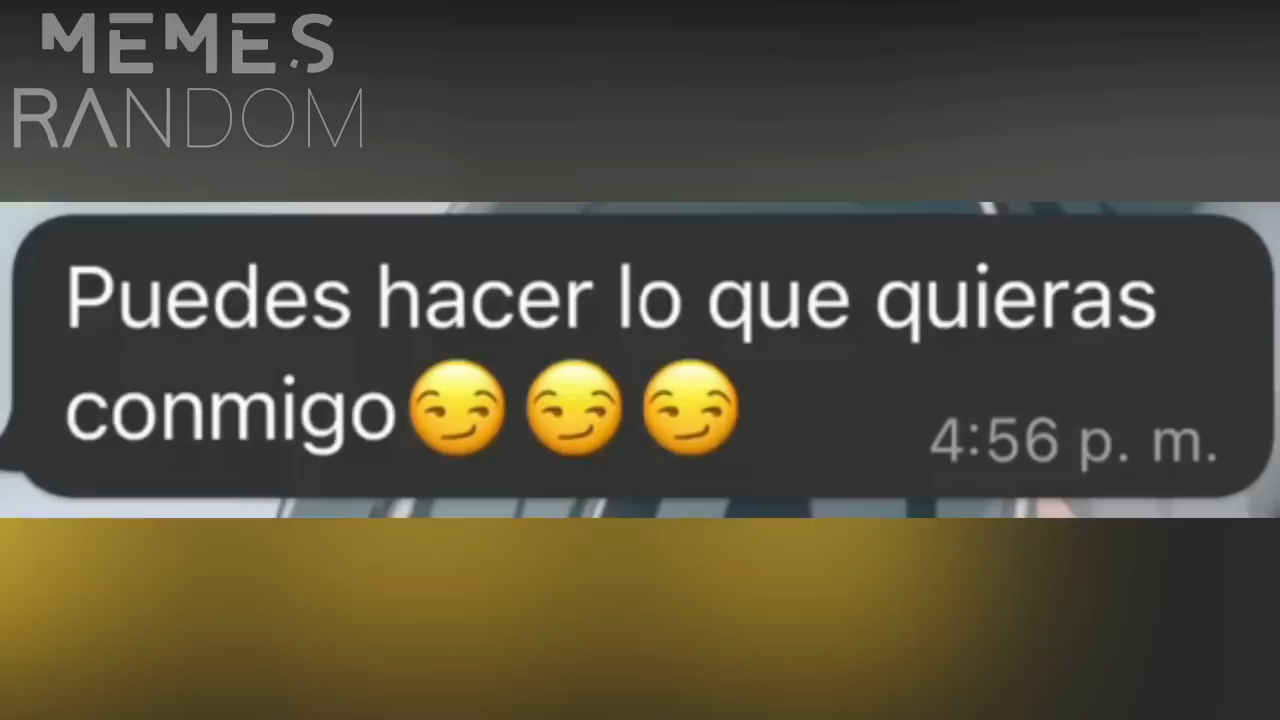 MEMES
RANDOM
Puedes hacer lo que quieras
conmigo😏😏😏
4:56 p. m.